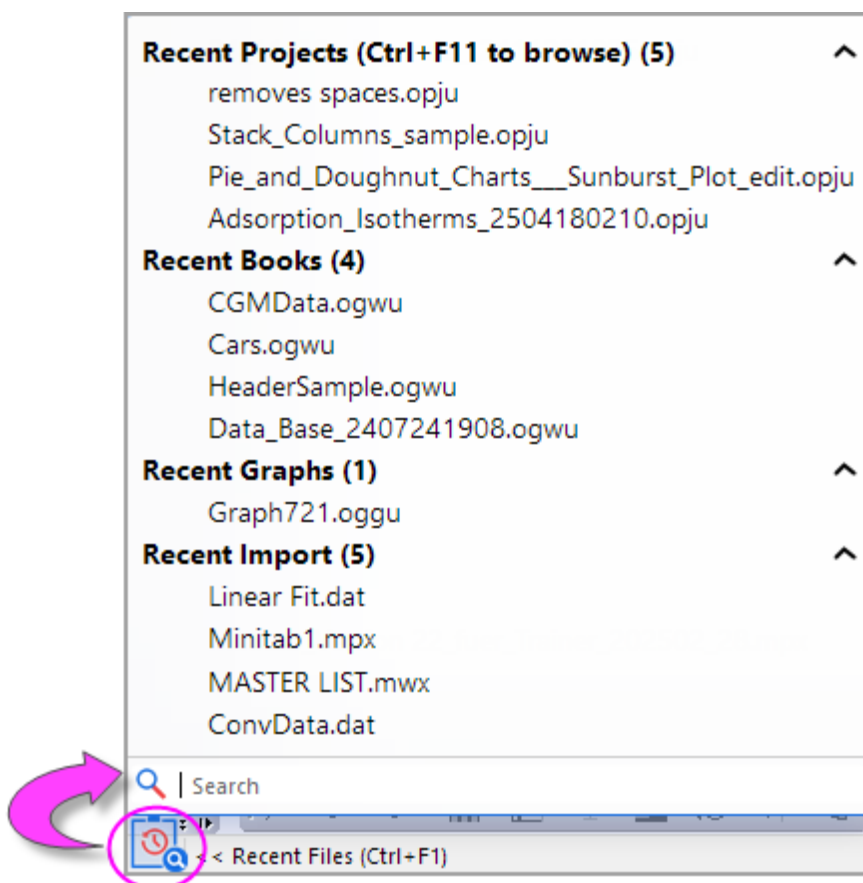 Recent Projects (Ctrl+F11 to browse) (5)
removes spaces.opju
Stack_Columns_sample.opju
Pie_and_Doughnut_Charts___Sunburst_Plot_edit.opju
Adsorption_Isotherms_2504180210.opju
Recent Books (4)
CGMData.ogwu
Cars.ogwu
HeaderSample.ogwu
Data_Base_2407241908.ogwu
Recent Graphs (1)
Graph721.oggu
Recent Import (5)
Linear Fit.dat
Minitab1.mpx
MASTER LIST.mwx
ConvData.dat
Search
< < Recent Files (Ctrl+F1)